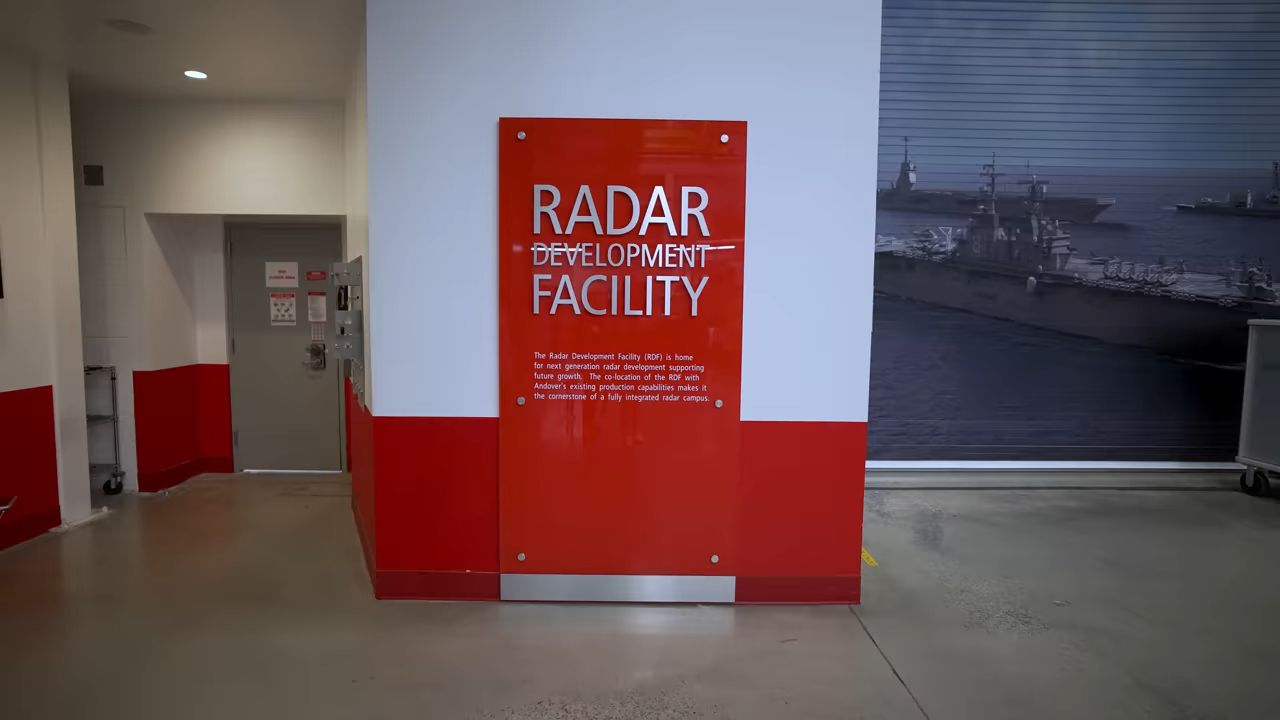 RADAR
DEVELOPMENT
FACILITY
The Radar Development Facility (RDF) is home
for next generation radar development supporting
future growth. The co-location of the RDF with
Andover's existing production capabilities makes it
the cornerstone of a fully integrated radar campus.